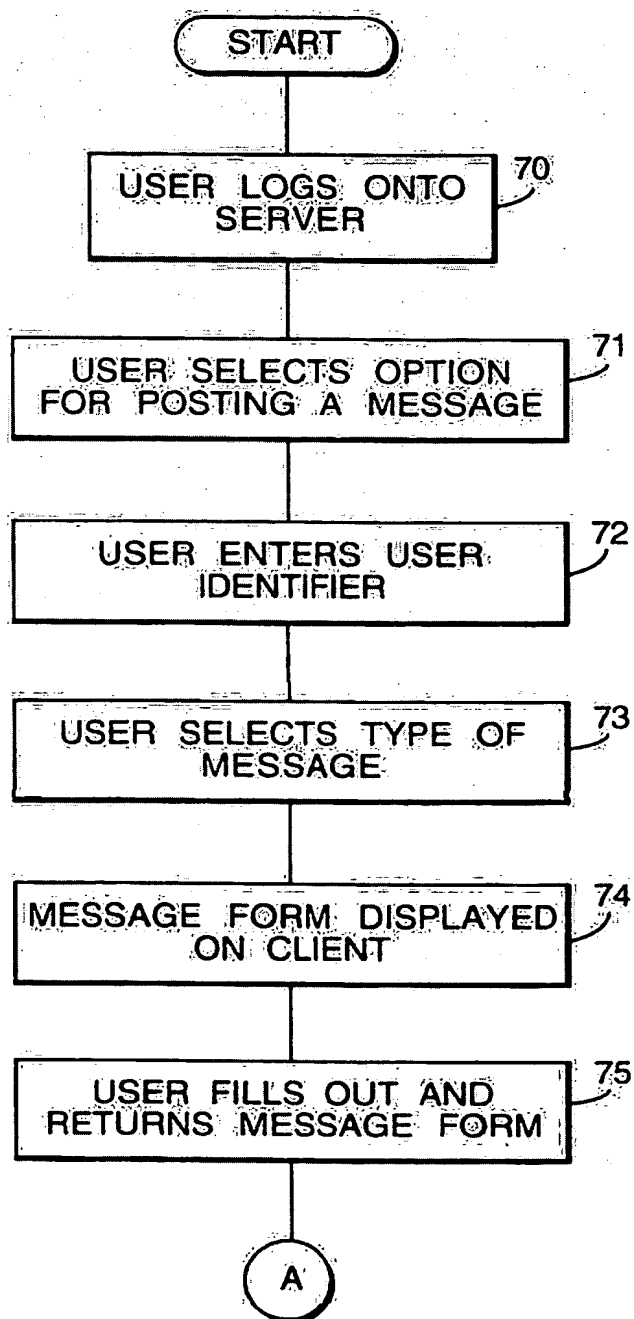 START
USER LOGS ONTO
SERVER
70
USER SELECTS OPTION
FOR POSTING A MESSAGE
71
USER ENTERS USER
IDENTIFIER
72
USER SELECTS TYPE OF
MESSAGE
73
MESSAGE FORM DISPLAYED
ON CLIENT
74
USER FILLS OUT AND
RETURNS MESSAGE FORM
75
A